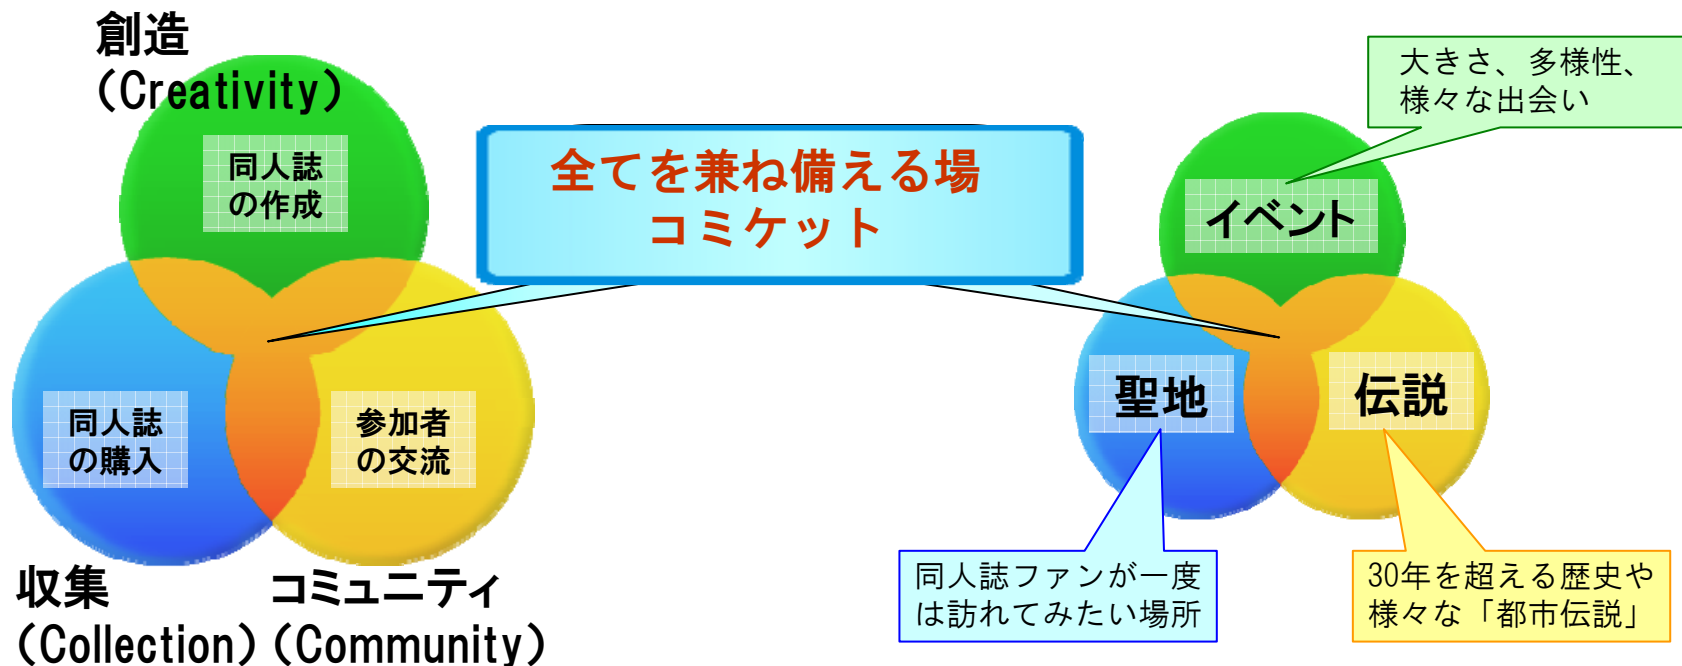 創造
(Creativity)
同人誌
の作成
同人誌
の購入
参加者
の交流
収集
(Collection)
コミュニティ
(Community)
全てを兼ね備える場
コミケット
大きさ、多様性、
様々な出会い
イベント
聖地
伝説
同人誌ファンが一度
は訪れてみたい場所
30年を超える歴史や
様々な「都市伝説」